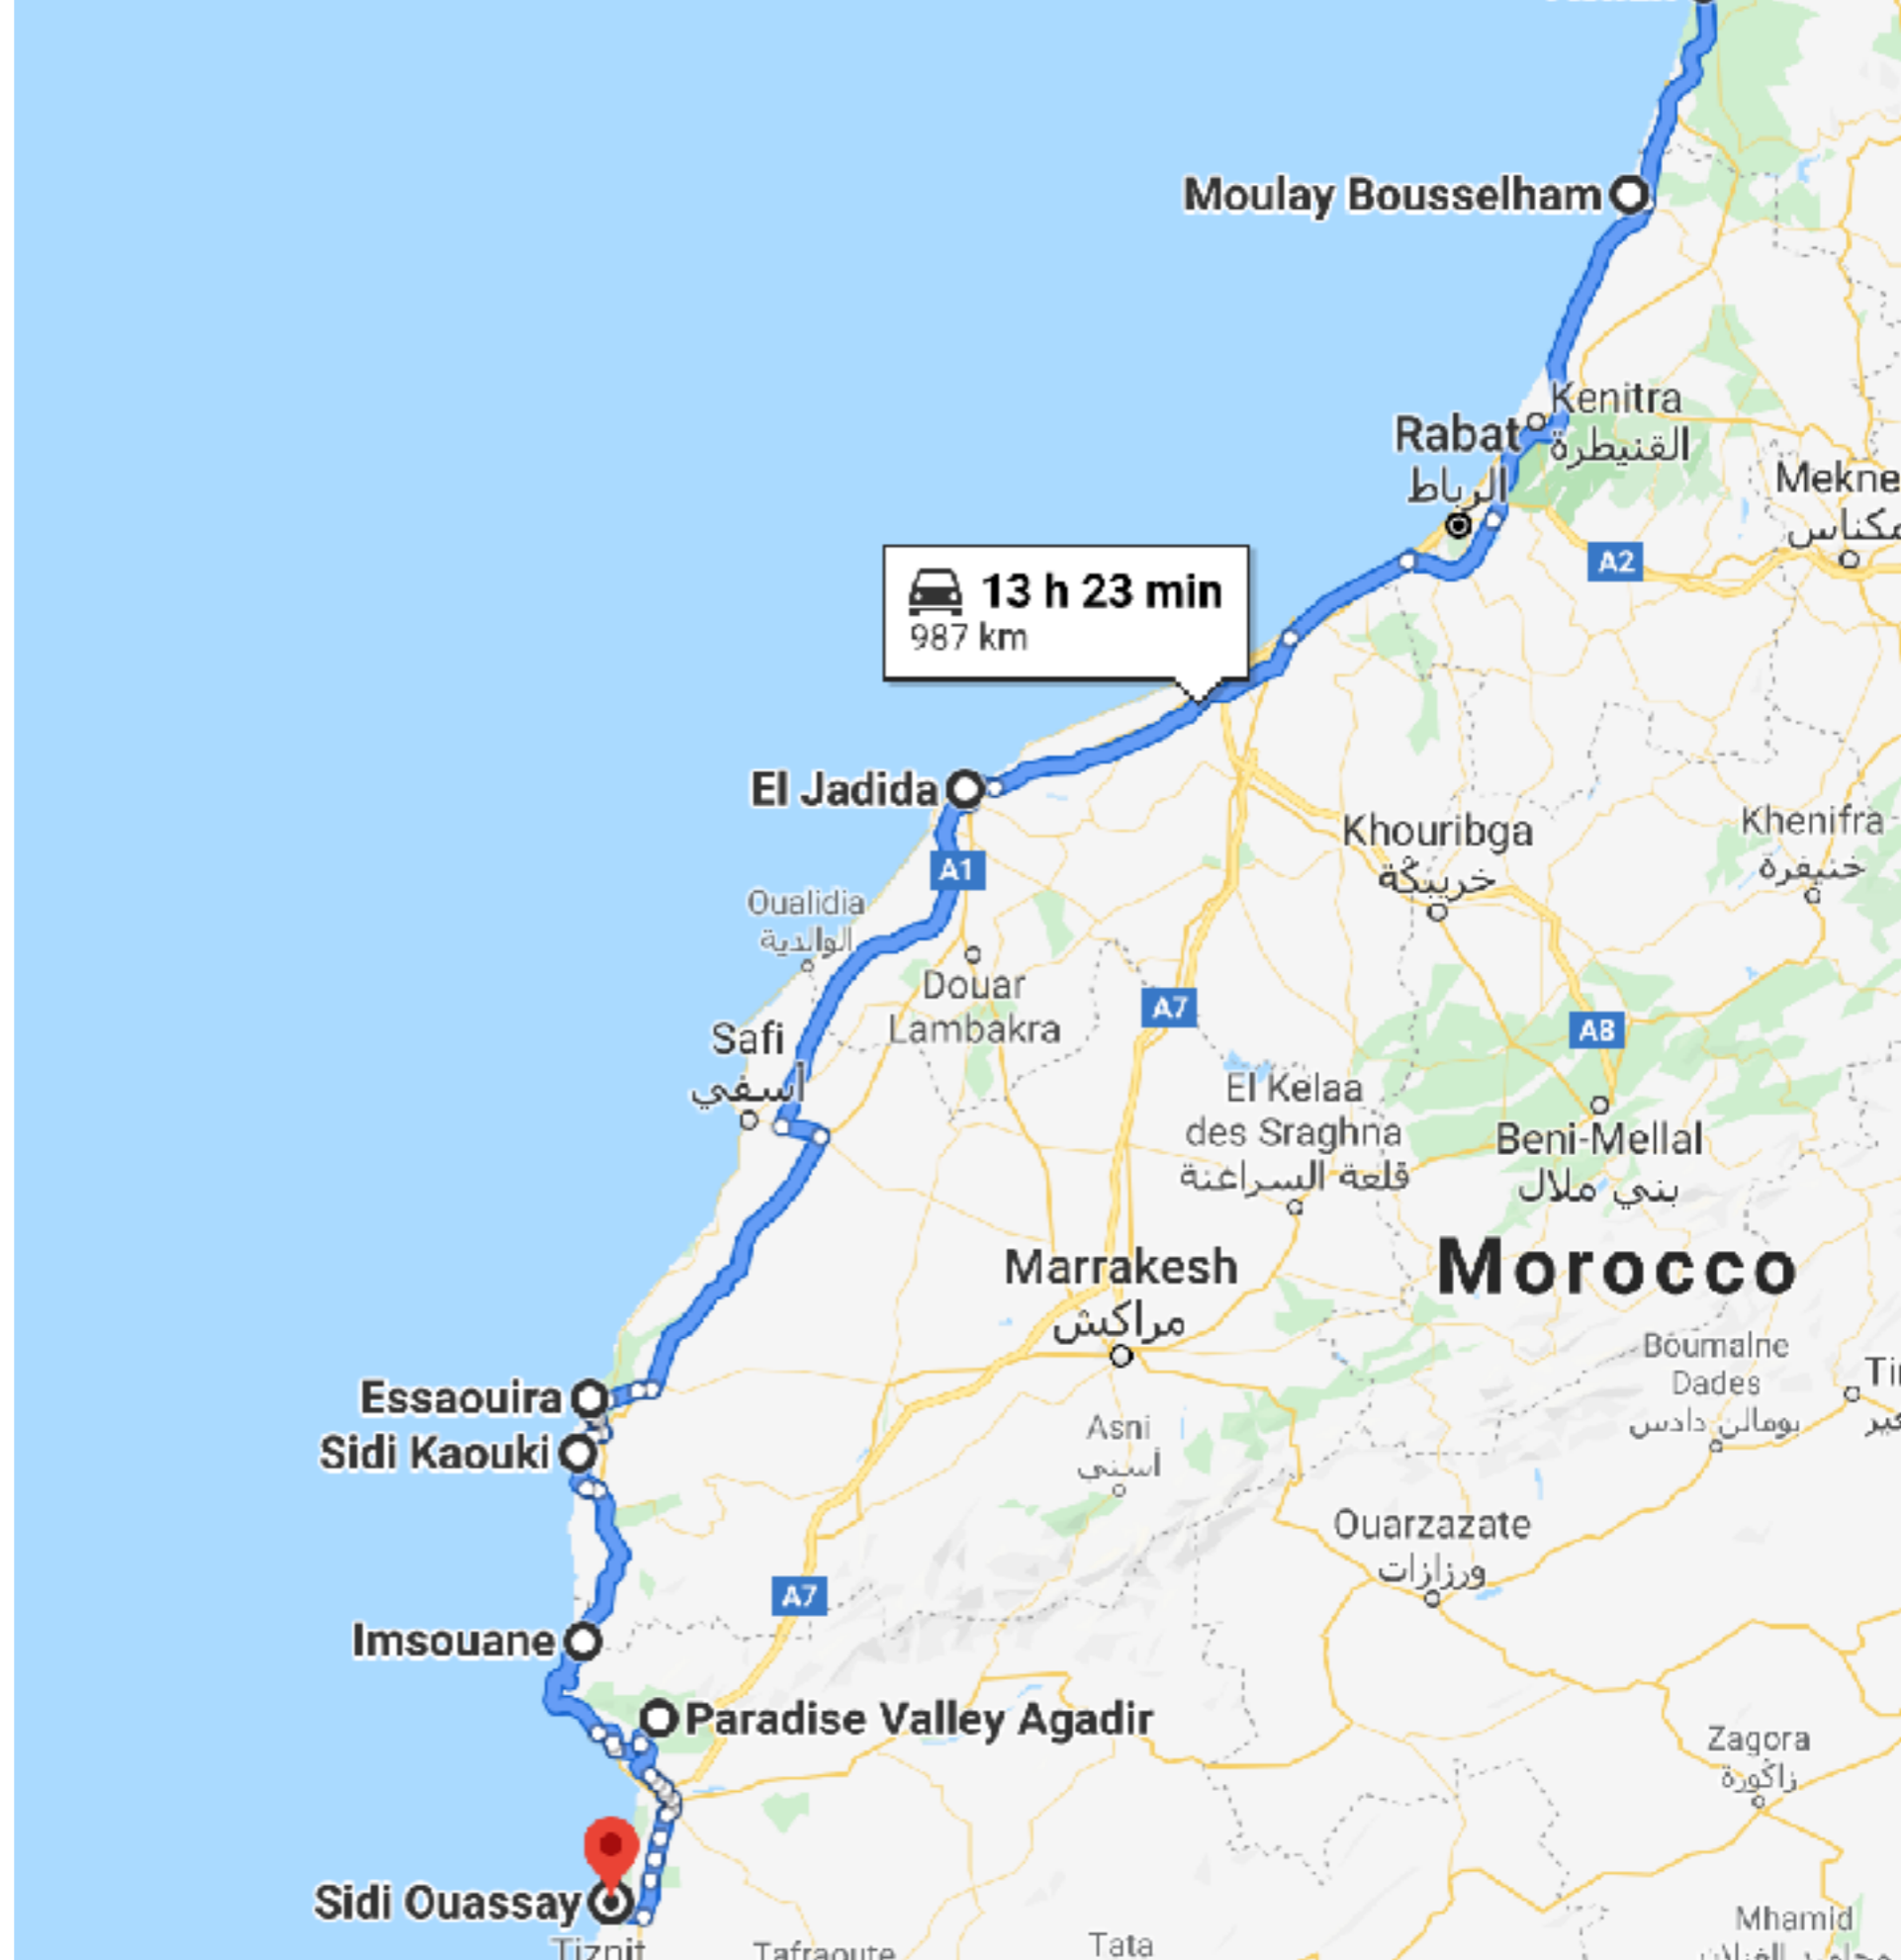 Moulay Bousselham
Kenitra
القنيطرة
Rabat
الرباط
Mekne
مكناس
A2
13 h 23 min
987 km
El Jadida
Khouribga
خريبكة
Khenifra
خنيفرة
A1
Oualidia
الوالدية
Douar
Lambakra
A7
A8
Safi
أسفي
El Kelaa
des Sraghna
قلعة السراغنة
Beni-Mellal
بني ملال
Marrakesh
مراكش
Morocco
Boumalne
Dades
بومالن دادس
Essaouira
Asni
أسني
Sidi Kaouki
Ouarzazate
ورزازات
A7
Imsouane
Paradise Valley Agadir
Zagora
زاكورة
Sidi Ouassay
Tiznit
Tafraoute
Tata
Mhamid